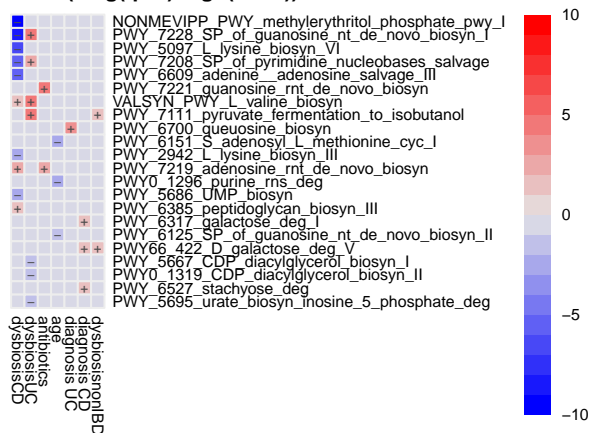 NONMEVIPP_PWY_methylerythritol_phosphate_pwy_I
PWY_7228_SP_of_guanosine_nt_de_novo_biosyn_I
PWY_5097_L_lysine_biosyn_VI
PWY_7208_SP_of_pyrimidine_nucleobases_salvage
PWY_6609_adenine__adenosine_salvage_III
PWY_7221_guanosine_rnt_de_novo_biosyn
VALSYN_PWY_L_valine_biosyn
PWY_7111_pyruvate_fermentation_to_isobutanol
PWY_6700_queuosine_biosyn
PWY_6151_S_adenosyl_L_methionine_cyc_I
PWY_2942_L_lysine_biosyn_III
PWY_7219_adenosine_rnt_de_novo_biosyn
PWY0_1296_purine_rns_deg
PWY_5686_UMP_biosyn
PWY_6385_peptidoglycan_biosyn_III
PWY_6317_galactose_deg_I
PWY_6125_SP_of_guanosine_nt_de_novo_biosyn_II
PWY66_422_D_galactose_deg_V
PWY_5667_CDP_diacylglycerol_biosyn_I
PWY0_1319_CDP_diacylglycerol_biosyn_II
PWY_6527_stachyose_deg
PWY_5695_urate_biosyn_inosine_5_phosphate_deg
dysbiosisCD
dysbiosisUC
antibiotics
age
diagnosis UC
diagnosis CD
dysbiosisnonIBD
10
5
0
−5
−10